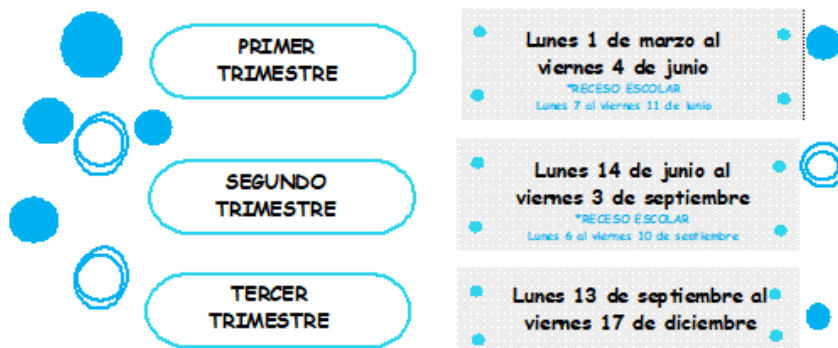 PRIMER
TRIMESTRE
Lunes 1 de marzo al
viernes 4 de junio
*RECESO ESCOLAR
Lunes 7 al viernes 11 de junio
SEGUNDO
TRIMESTRE
Lunes 14 de junio al
viernes 3 de septiembre
*RECESO ESCOLAR
Lunes 6 al viernes 10 de septiembre
TERCER
TRIMESTRE
Lunes 13 de septiembre al
viernes 17 de diciembre